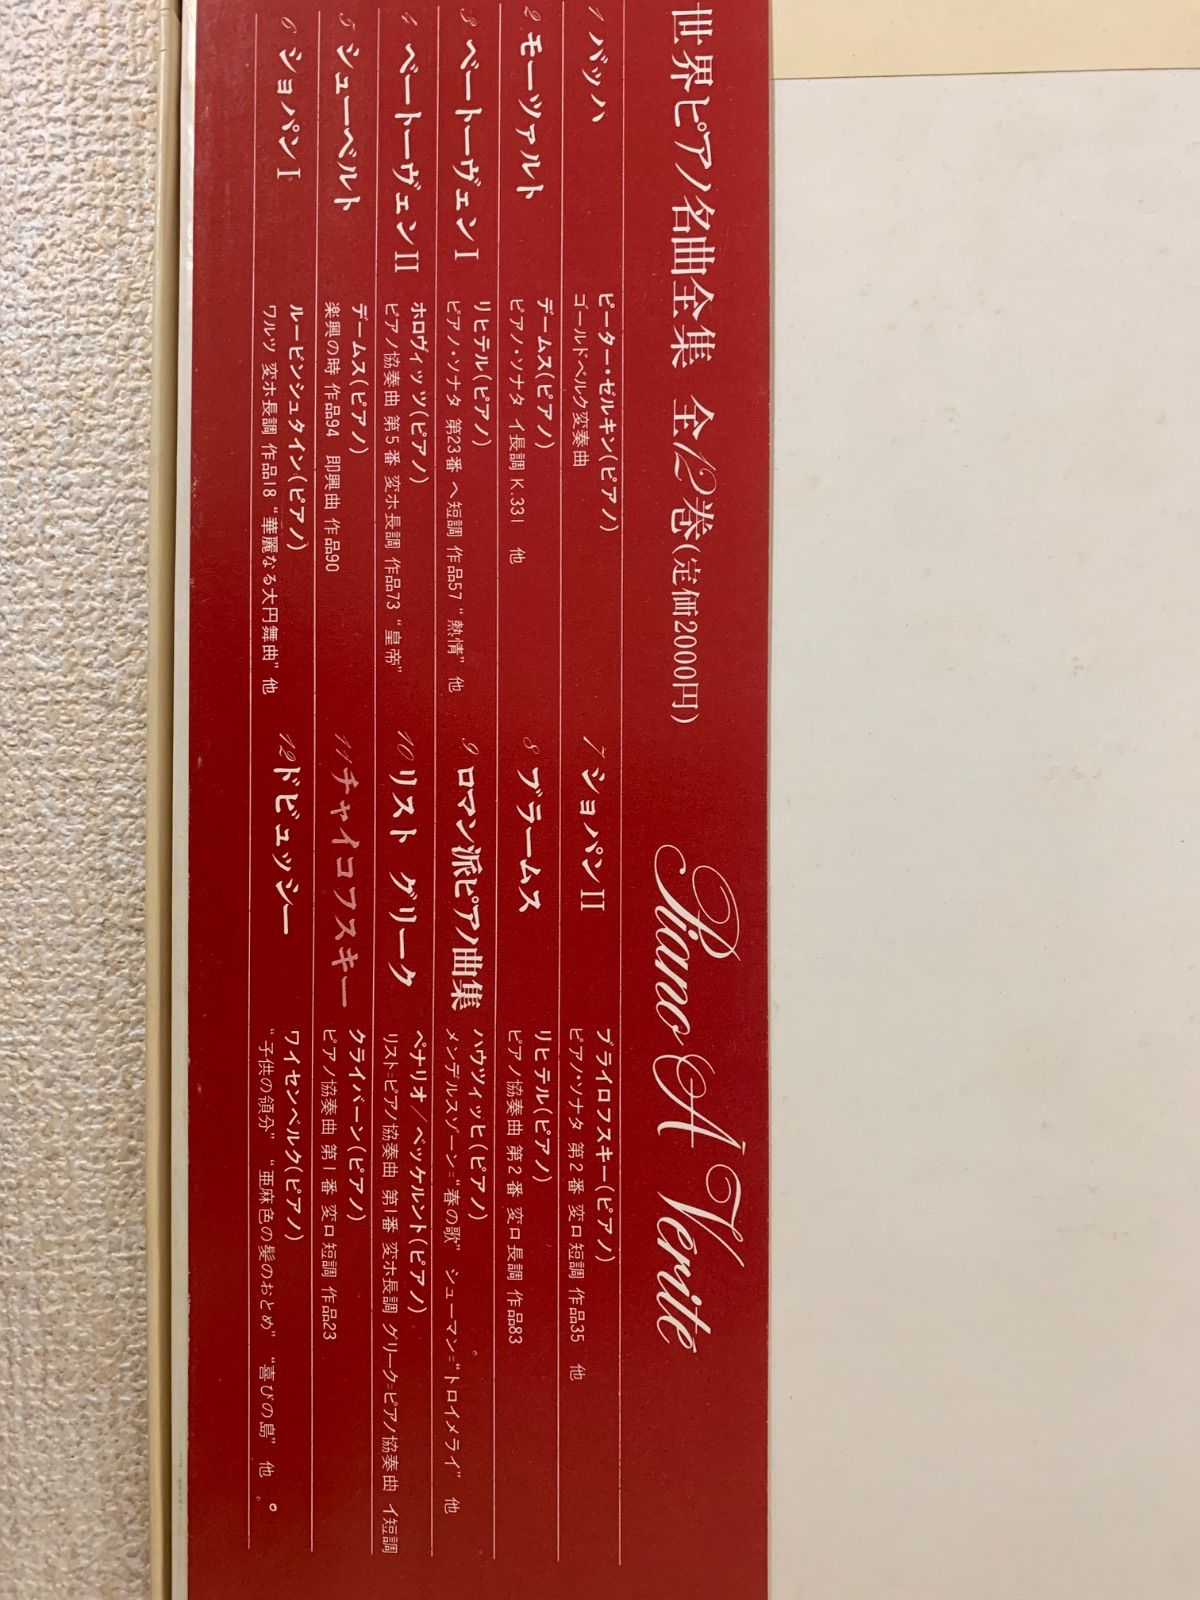 世界ピアノ名曲全集 全12巻(定価2000円)
Piano A Verite
1 バッハ
ピーター・ゼルキン(ピアノ)
ゴールドベルク変奏曲
2 モーツァルト
デームス(ピアノ)
ピアノ・ソナタ イ長調 K.331 他
3 ベートーヴェンI
リヒテル(ピアノ)
ピアノ・ソナタ 第23番 ヘ短調 作品57 “熱情” 他
4 ベートーヴェンII
ホロヴィッツ(ピアノ)
ピアノ協奏曲 第5番 変ホ長調 作品73 “皇帝”
5 シューベルト
デームス(ピアノ)
楽興の時 作品94 即興曲 作品90
6 ショパンI
ルービンシュタイン(ピアノ)
ワルツ 変ホ長調 作品18 “華麗なる大円舞曲” 他
7 ショパンII
ブライロフスキー(ピアノ)
ピアノ・ソナタ 第2番 変ロ短調 作品35 他
8 ブラームス
リヒテル(ピアノ)
ピアノ協奏曲 第2番 変ロ長調 作品83
9 ロマン派ピアノ曲集
ハウツィッヒ(ピアノ)
メンデルスゾーン=“春の歌” シューマン=“トロイメライ” 他
10 リスト グリーク
ペナリオ/ベッケルント(ピアノ)
リスト=ピアノ協奏曲 第1番 変ホ長調 グリーク=ピアノ協奏曲 イ短調
11 チャイコフスキー
クライバーン(ピアノ)
ピアノ協奏曲 第1番 変ロ短調 作品23
12 ドビュッシー
ワイセンベルク(ピアノ)
“子供の領分” “亜麻色の髪のおとめ” “喜びの島” 他